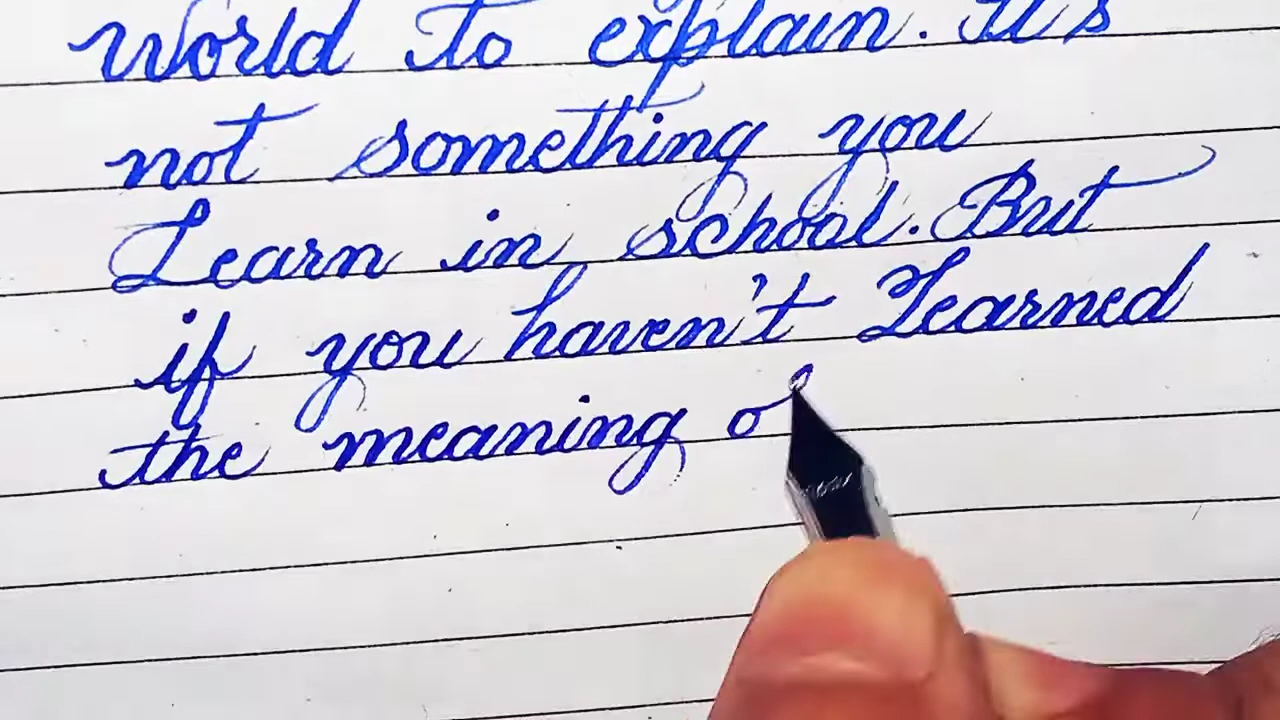 world to explain. It's
not something you
Learn in school. But
if you haven't Learned
the meaning o